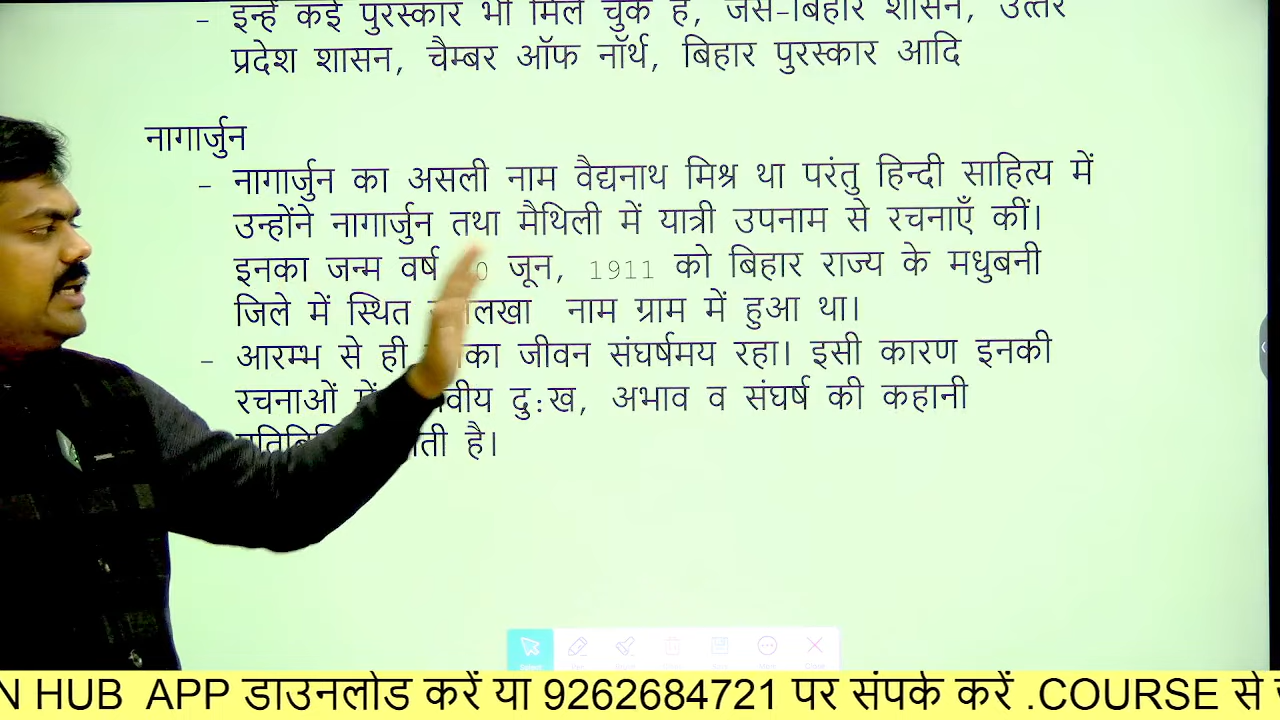 - इन्हें कई पुरस्कार भी मिल चुके हैं, जैसे-बिहार शासन, उत्तर
प्रदेश शासन, चैम्बर ऑफ नॉर्थ, बिहार पुरस्कार आदि
नागार्जुन
- नागार्जुन का असली नाम वैद्यनाथ मिश्र था परंतु हिन्दी साहित्य में
उन्होंने नागार्जुन तथा मैथिली में यात्री उपनाम से रचनाएँ कीं।
इनका जन्म वर्ष 0 जून, 1911 को बिहार राज्य के मधुबनी
जिले में स्थित लखा नाम ग्राम में हुआ था।
- आरम्भ से ही का जीवन संघर्षमय रहा। इसी कारण इनकी
रचनाओं में वीय दु:ख, अभाव व संघर्ष की कहानी
है।
N HUB APP डाउनलोड करें या 9262684721 पर संपर्क करें .COURSE से